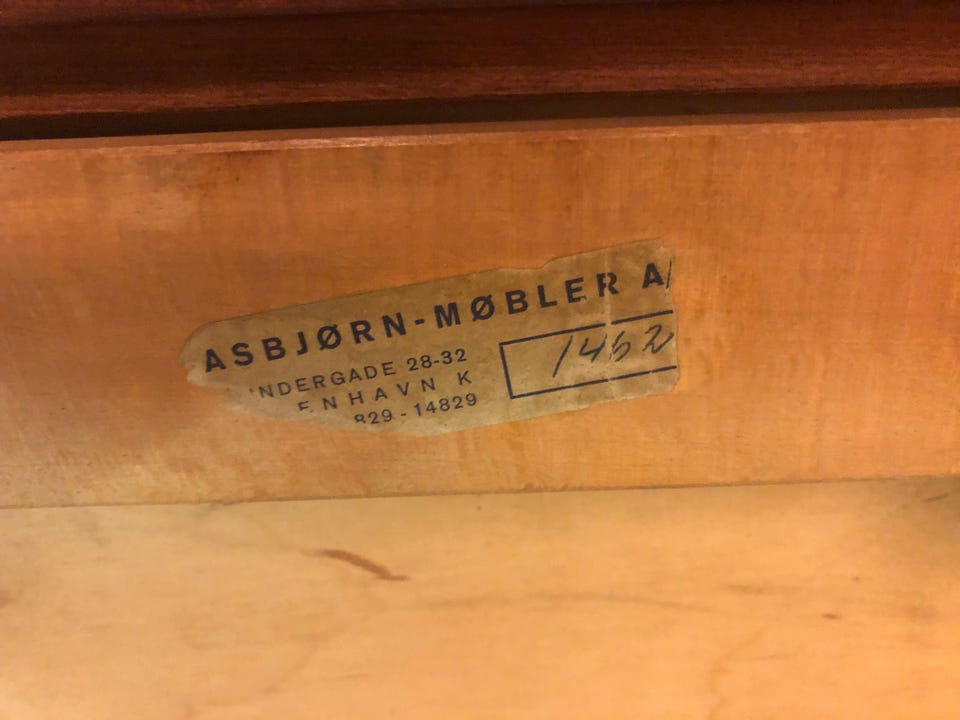 ASBJØRN-MØBLER A/
NDERGADE 28-32
ENHAVN K
829-14829
1452